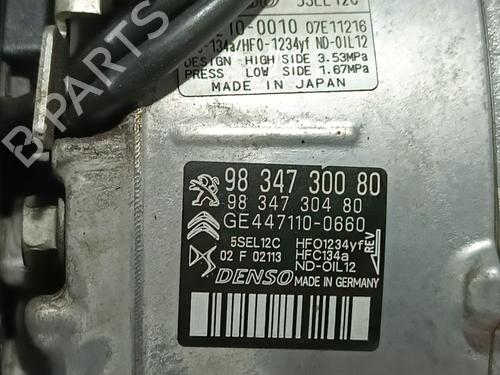 5SEL12C
10-0010 07E11216
-134a/HFO-1234yf ND-OIL12
DESIGN HIGH SIDE 3.53MPa
PRESS LOW SIDE 1.67MPa
MADE IN JAPAN
B PARTS
98 347 300 80
98 347 304 80
GE447110-0660
5SEL12C HFO1234yf
02 F 02113 HFC134a
ND-OIL12
REV
DENSO MADE IN GERMANY